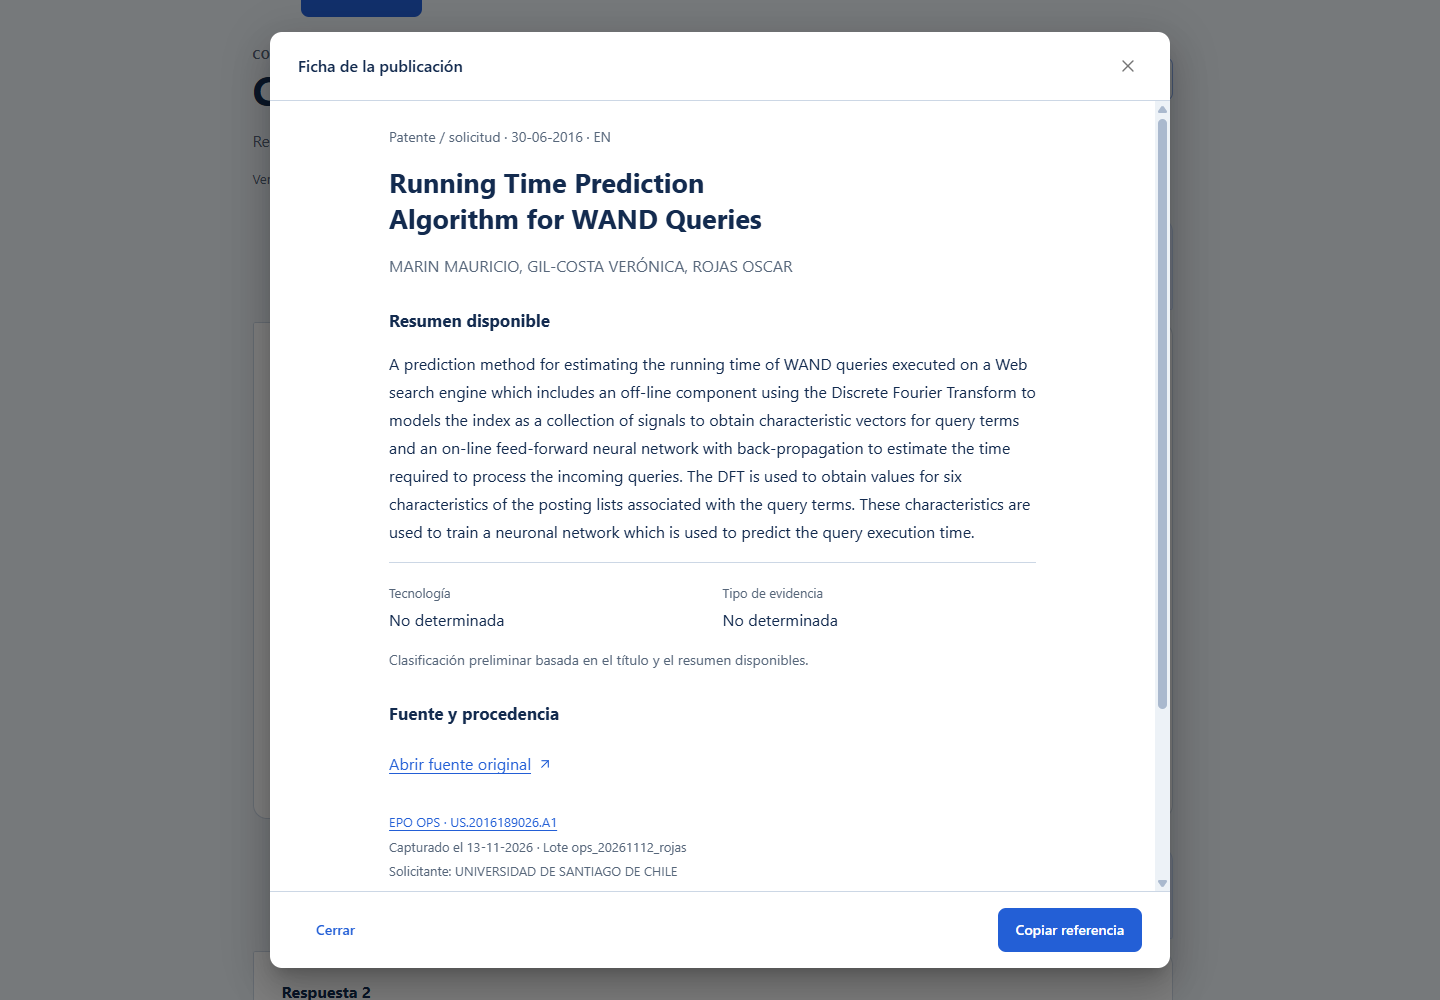 Ficha de la publicación
Patente / solicitud · 30-06-2016 · EN
Running Time Prediction
Algorithm for WAND Queries
MARIN MAURICIO, GIL-COSTA VERÓNICA, ROJAS OSCAR
Resumen disponible
A prediction method for estimating the running time of WAND queries executed on a Web
search engine which includes an off-line component using the Discrete Fourier Transform to
models the index as a collection of signals to obtain characteristic vectors for query terms
and an on-line feed-forward neural network with back-propagation to estimate the time
required to process the incoming queries. The DFT is used to obtain values for six
characteristics of the posting lists associated with the query terms. These characteristics are
used to train a neuronal network which is used to predict the query execution time.
Tecnología
No determinada
Tipo de evidencia
No determinada
Clasificación preliminar basada en el título y el resumen disponibles.
Fuente y procedencia
Abrir fuente original
EPO OPS · US.2016189026.A1
Capturado el 13-11-2026 · Lote ops_20261112_rojas
Solicitante: UNIVERSIDAD DE SANTIAGO DE CHILE
Cerrar
Copiar referencia
Respuesta 2